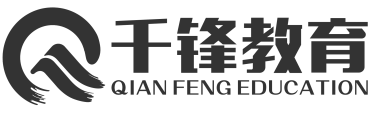 千锋教育
QIAN FENG EDUCATION